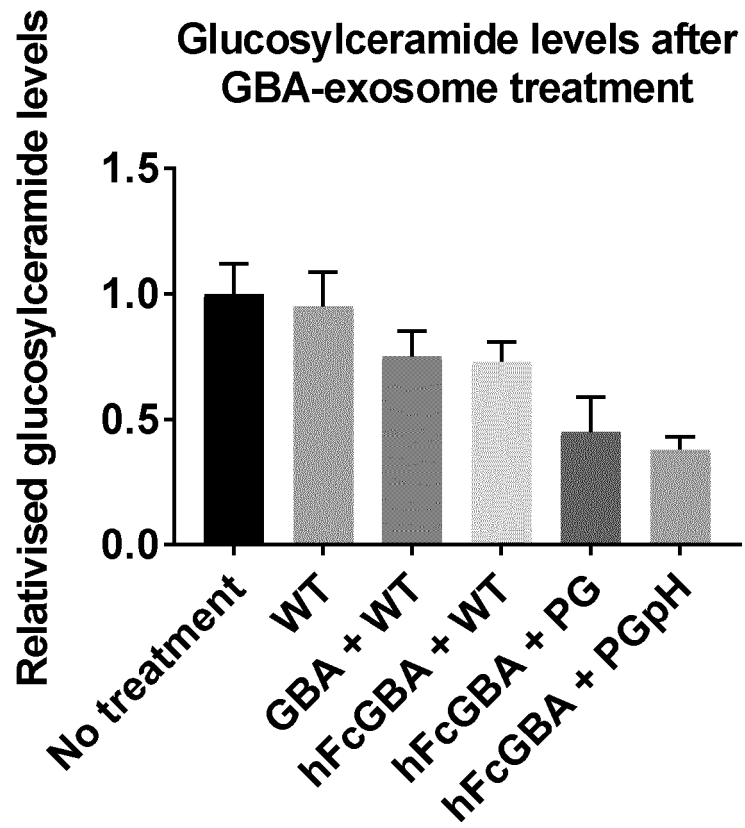 Glucosylceramide levels after
GBA-exosome treatment
Relativised glucosylceramide levels
1.5
1.0
0.5
0.0
No treatment
WT
GBA + WT
hFcGBA + WT
hFcGBA + PG
hFcGBA + PGpH